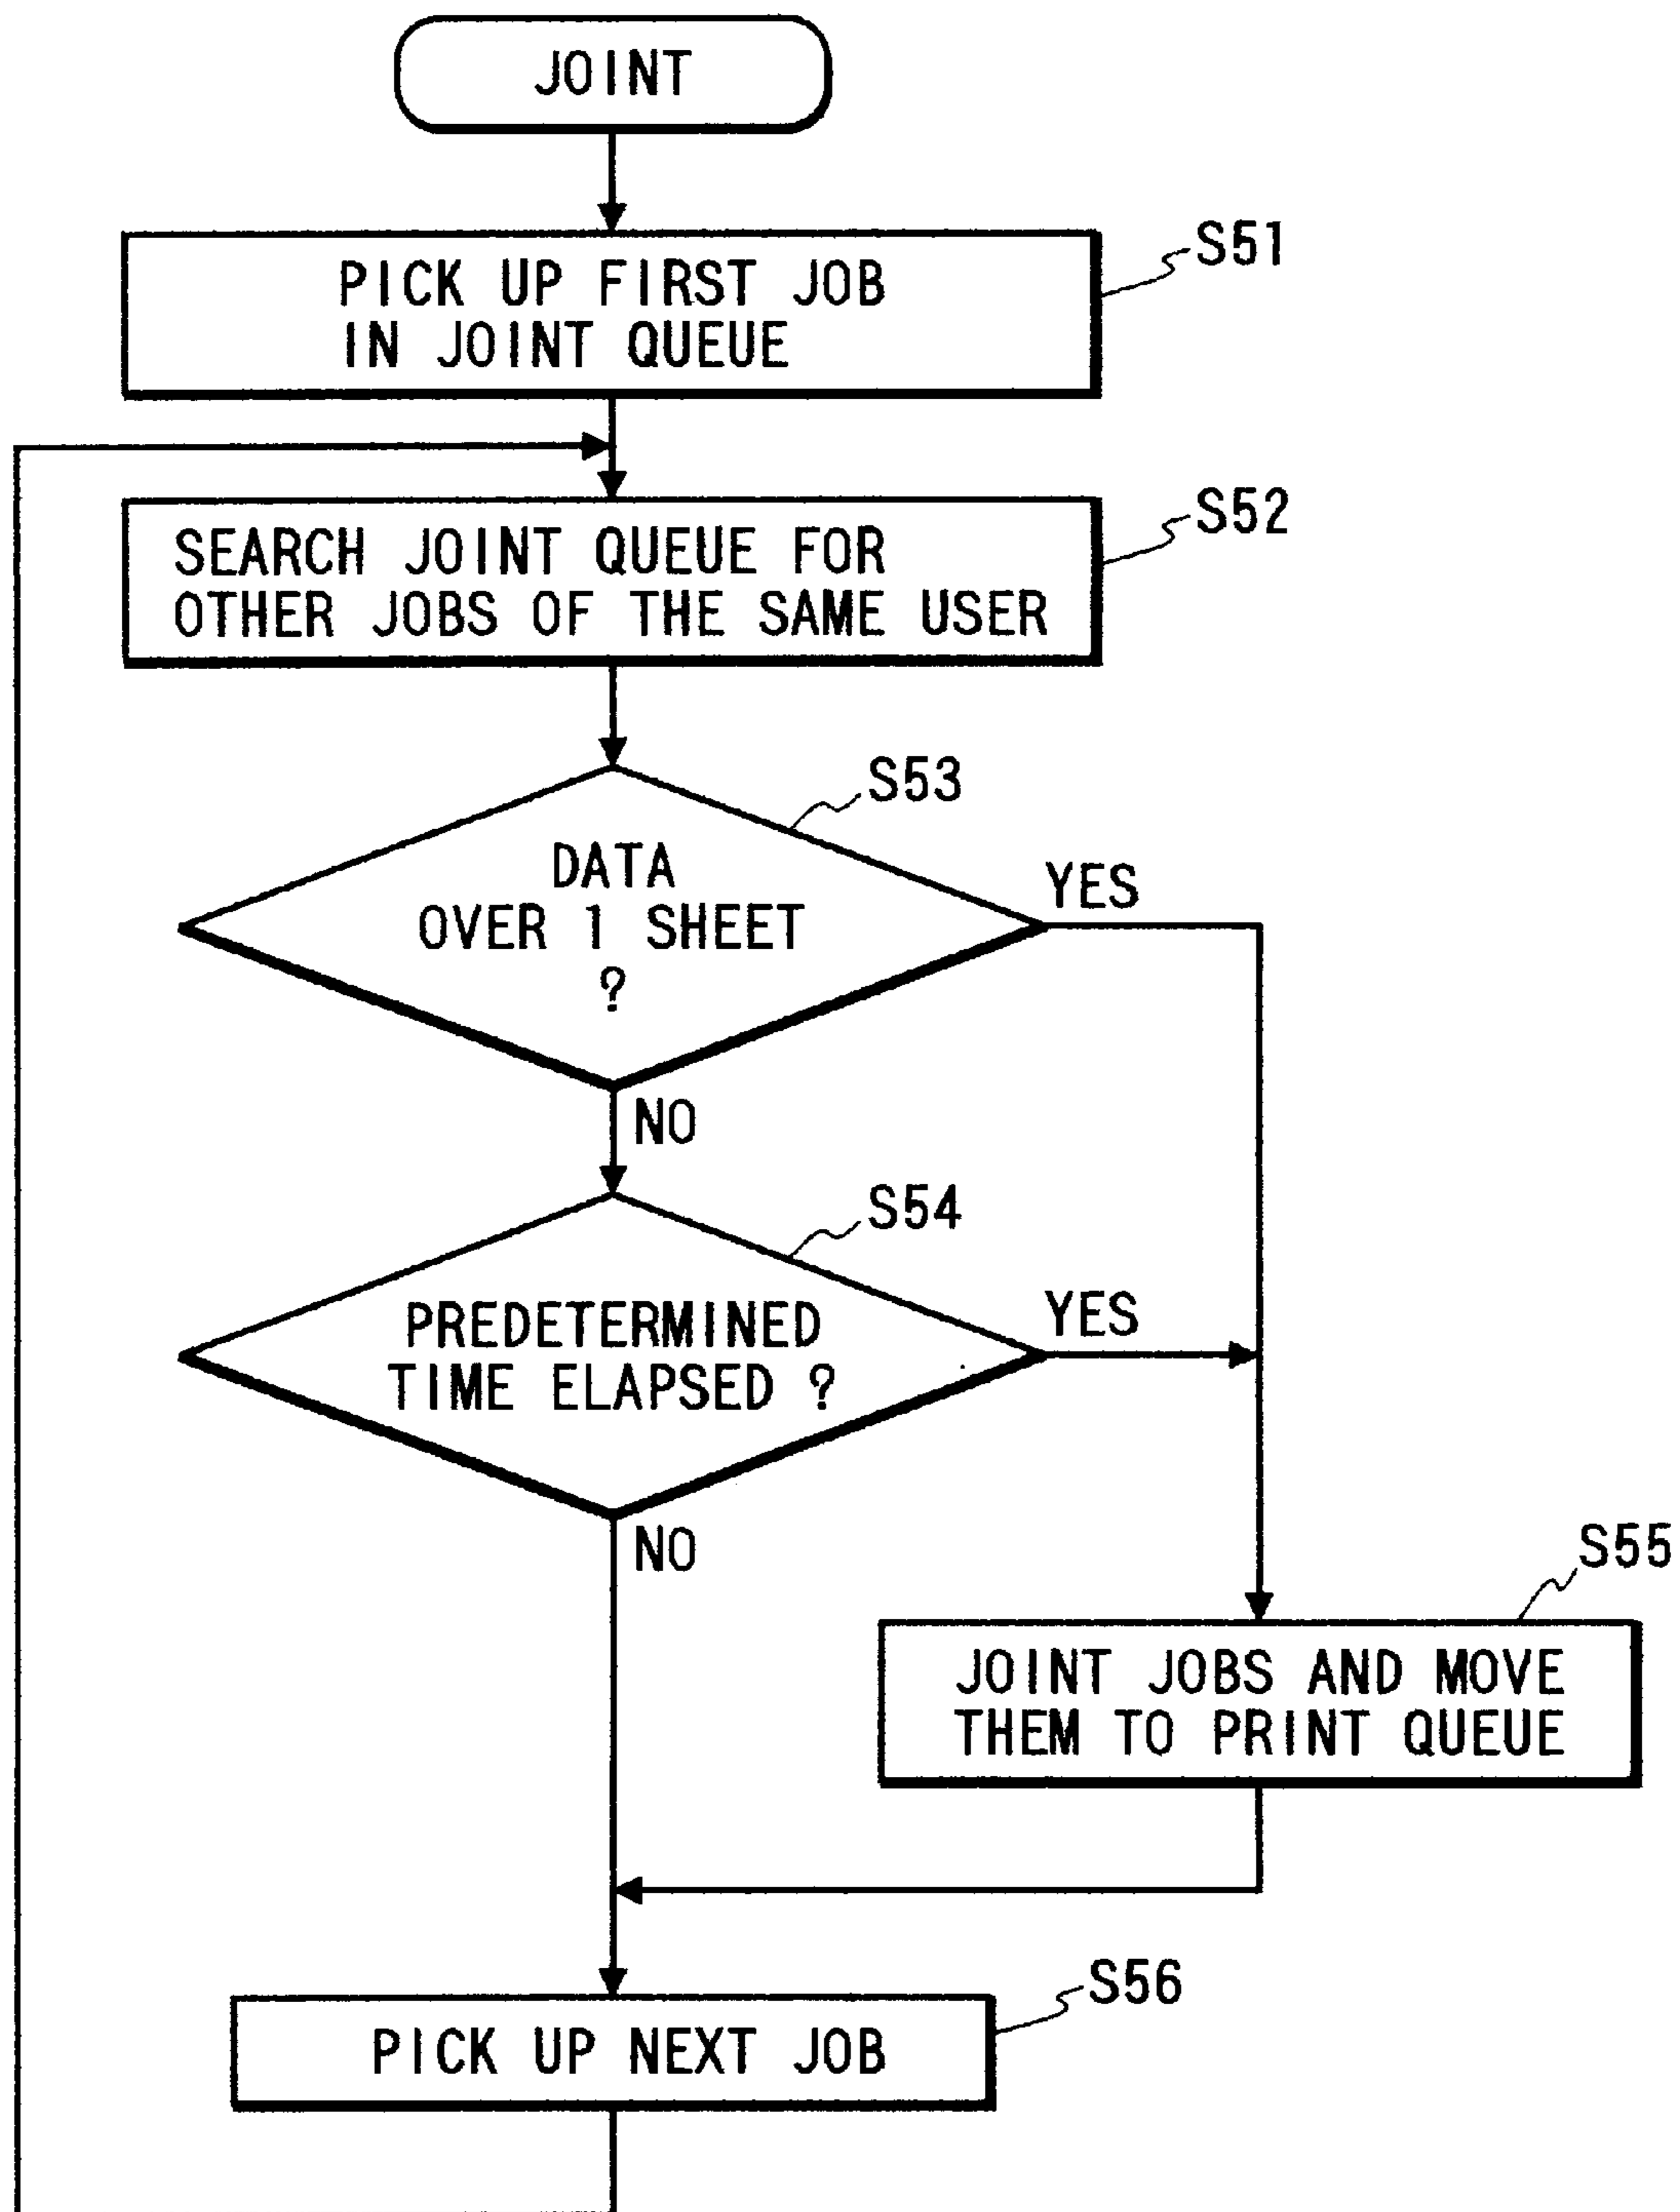 JOINT
PICK UP FIRST JOB
IN JOINT QUEUE
S51
SEARCH JOINT QUEUE FOR
OTHER JOBS OF THE SAME USER
S52
S53
DATA
OVER 1 SHEET
?
YES
NO
S54
PREDETERMINED
TIME ELAPSED ?
YES
NO
S55
JOINT JOBS AND MOVE
THEM TO PRINT QUEUE
S56
PICK UP NEXT JOB